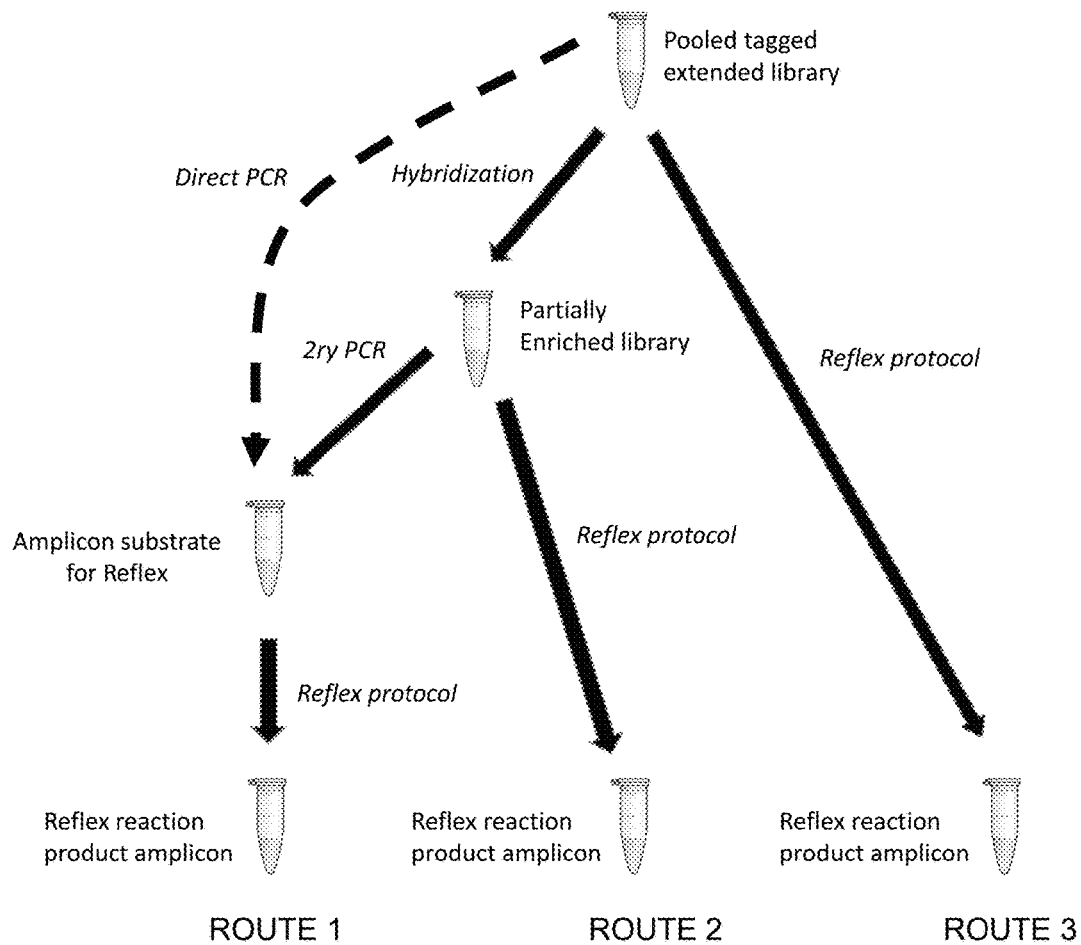 Pooled tagged
extended library
Direct PCR
Hybridization
Partially
Enriched library
2ry PCR
Reflex protocol
Amplicon substrate
for Reflex
Reflex protocol
Reflex protocol
Reflex reaction
product amplicon
Reflex reaction
product amplicon
Reflex reaction
product amplicon
ROUTE 1
ROUTE 2
ROUTE 3